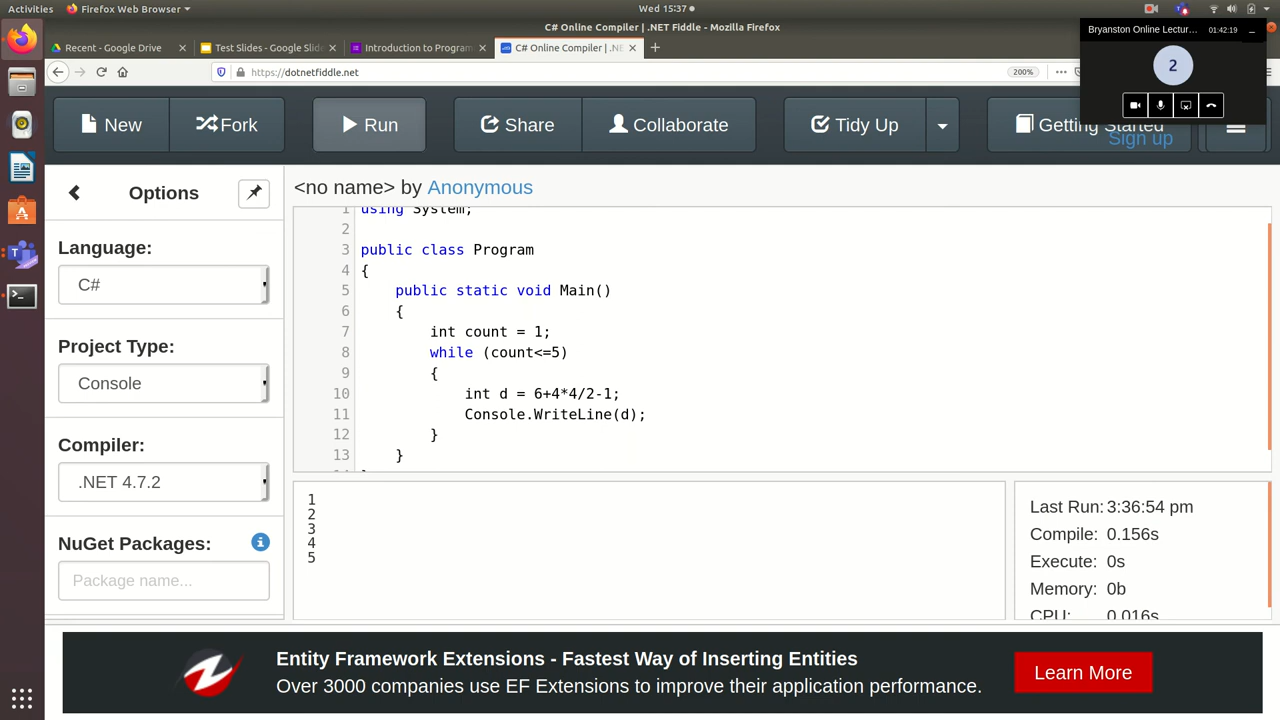 Activities
Firefox Web Browser
Wed 15:37
C# Online Compiler | .NET Fiddle - Mozilla Firefox
Recent - Google Drive
Test Slides - Google Slide
Introduction to Program
C# Online Compiler | .NE
Bryanston Online Lectur...
01:42:19
2
https://dotnetfiddle.net
200%
New
Fork
Run
Share
Collaborate
Tidy Up
Getting Started
Sign up
Options
<no name> by Anonymous
Language:
C#
Project Type:
Console
Compiler:
.NET 4.7.2
NuGet Packages:
Package name...
1 using System;
2
3 public class Program
4 {
5 public static void Main()
6 {
7 int count = 1;
8 while (count<=5)
9 {
10 int d = 6+4*4/2-1;
11 Console.WriteLine(d);
12 }
13 }
1
2
3
4
5
Last Run: 3:36:54 pm
Compile: 0.156s
Execute: 0s
Memory: 0b
CPU: 0.016s
Entity Framework Extensions - Fastest Way of Inserting Entities
Over 3000 companies use EF Extensions to improve their application performance.
Learn More